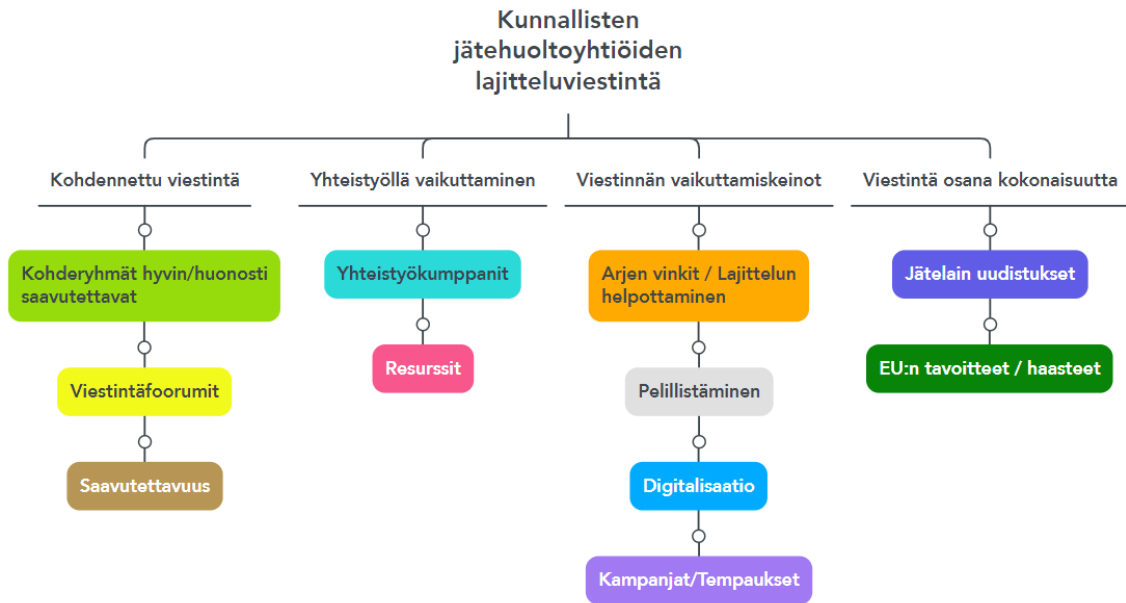 Kunnallisten
jätehuoltoyhtiöiden
lajitteluviestintä
Kohdennettu viestintä
Yhteistyöllä vaikuttaminen
Viestinnän vaikuttamiskeinot
Viestintä osana kokonaisuutta
Kohderyhmät hyvin/huonosti
saavutettavat
Viestintäfoorumit
Saavutettavuus
Yhteistyökumppanit
Resurssit
Arjen vinkit / Lajittelun
helpottaminen
Pelillistäminen
Digitalisaatio
Kampanjat/Tempaukset
Jätelain uudistukset
EU:n tavoitteet / haasteet